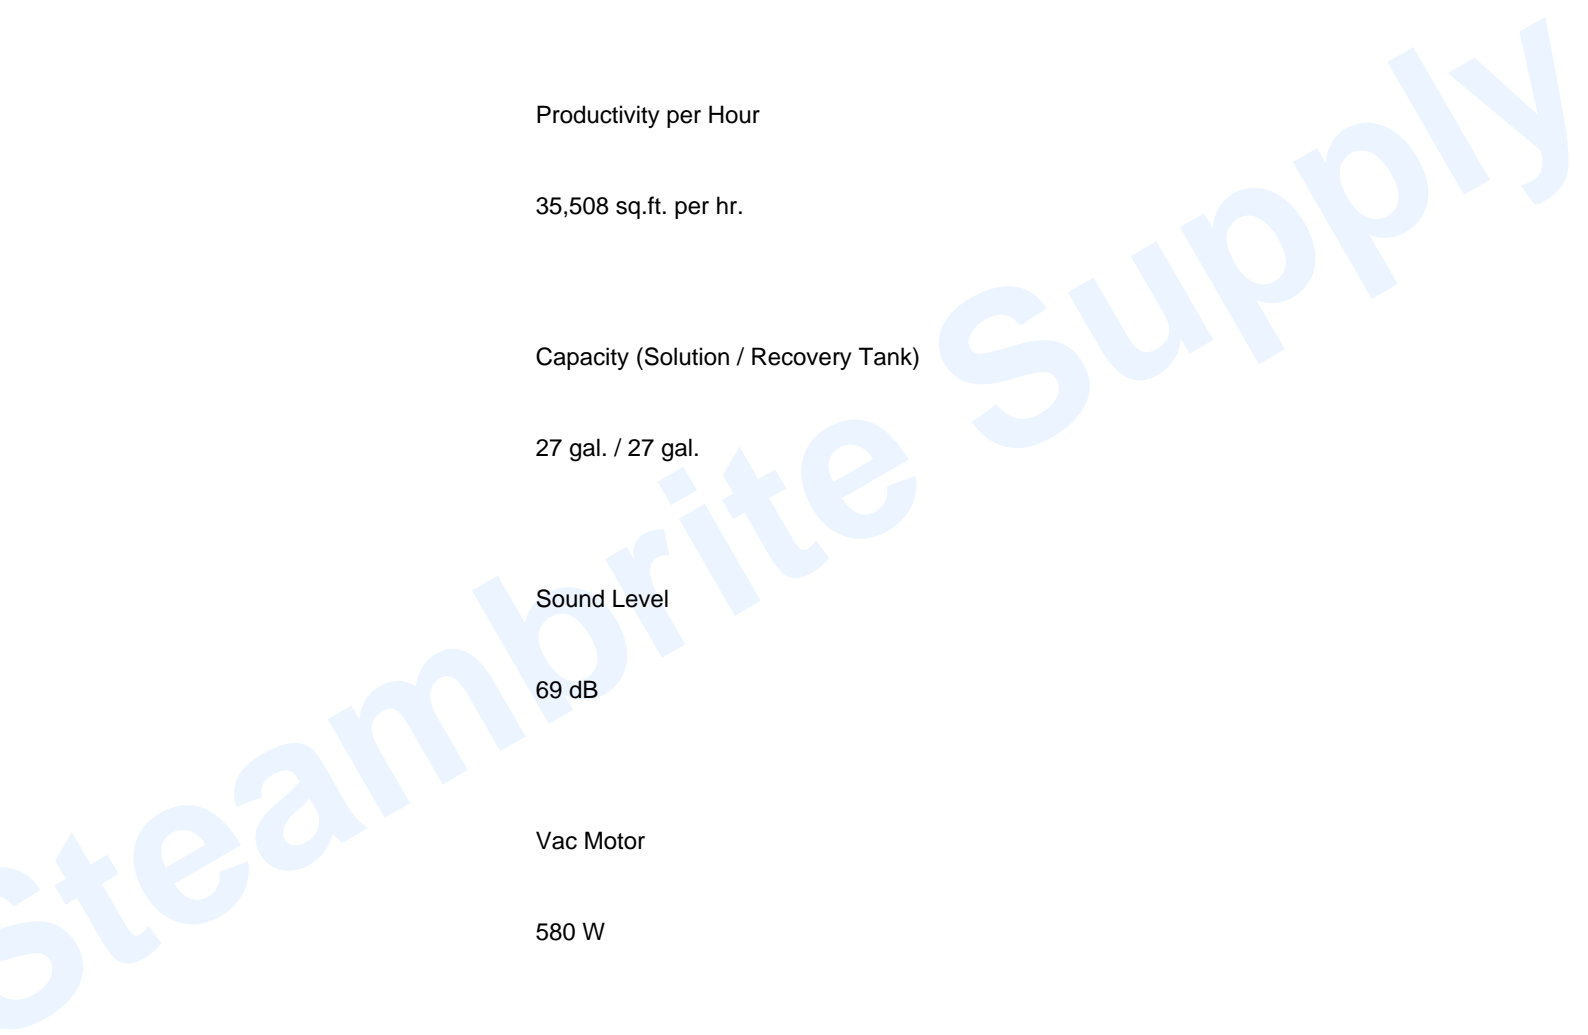 Productivity per Hour
35,508 sq.ft. per hr.
Capacity (Solution / Recovery Tank)
27 gal. / 27 gal.
Sound Level
69 dB
Vac Motor
580 W
Steambrite Supply